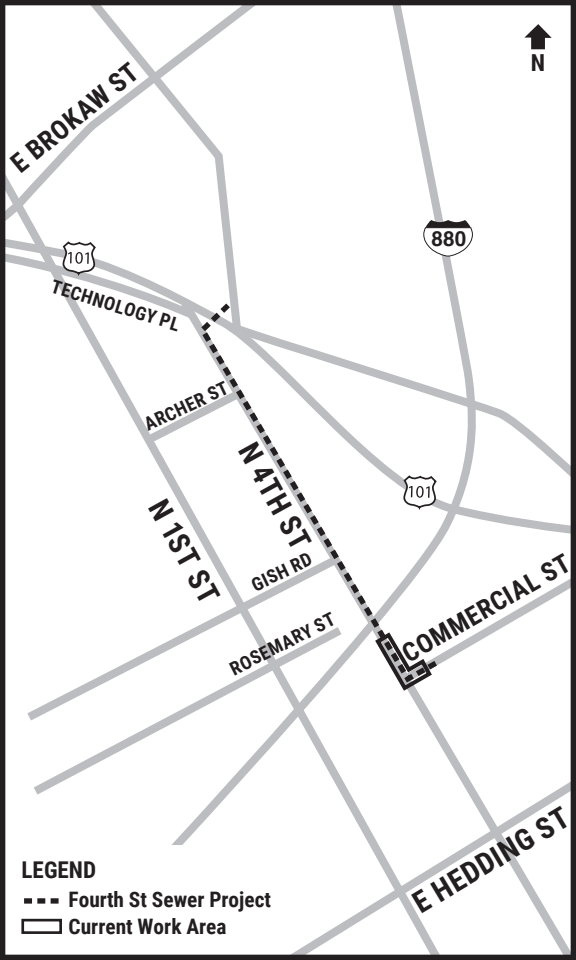 N
E BROKAW ST
880
101
TECHNOLOGY PL
ARCHER ST
N 4TH ST
101
N 1ST ST
GISH RD
COMMERCIAL ST
ROSEMARY ST
E HEDDING ST
LEGEND
Fourth St Sewer Project
Current Work Area